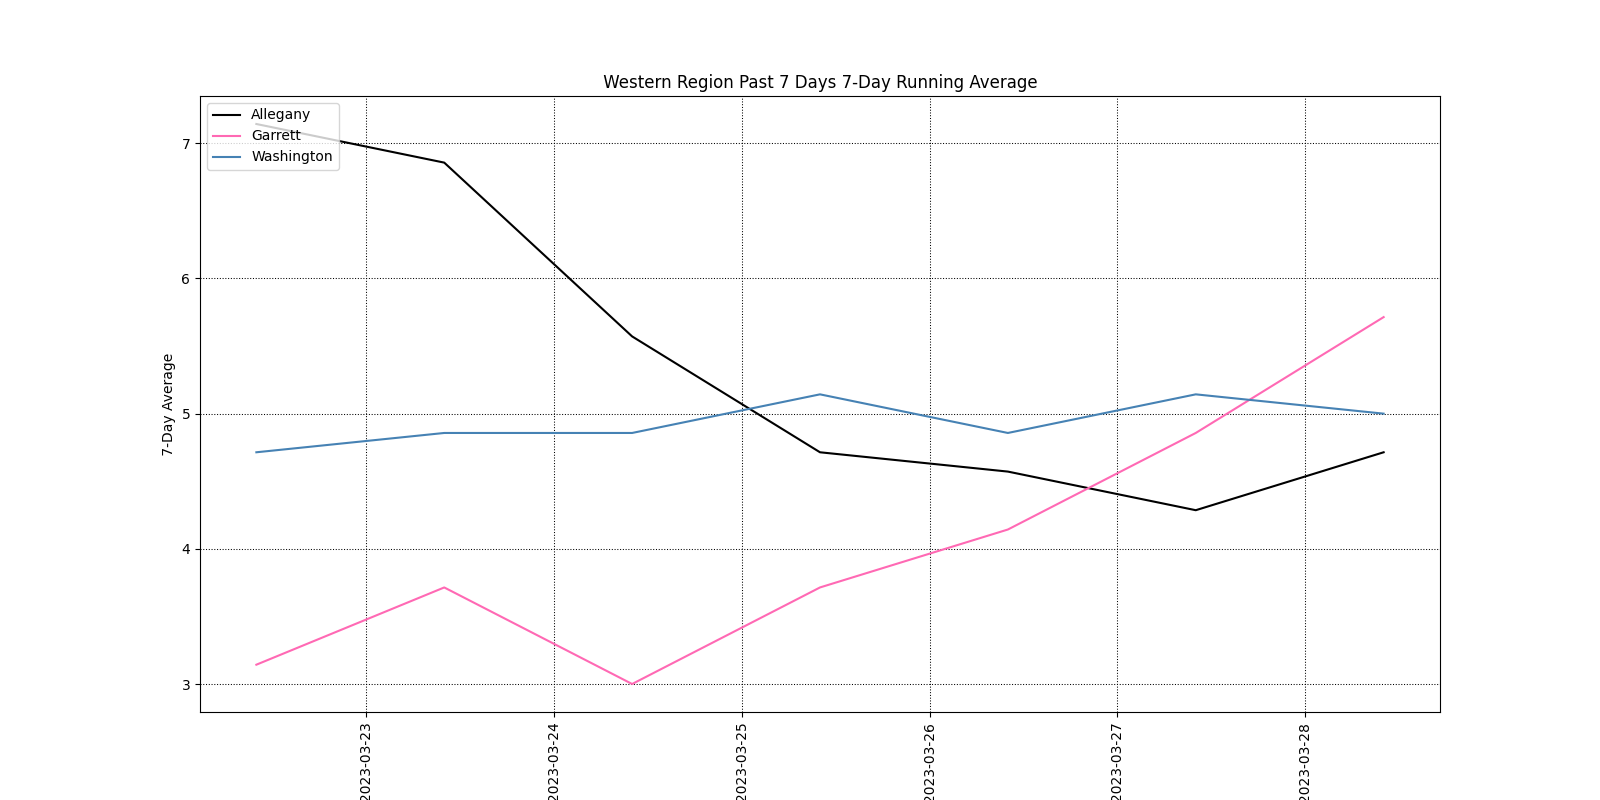 Western Region Past 7 Days 7-Day Running Average
Allegany
Garrett
Washington
7
6
5
4
3
7-Day Average
2023-03-23
2023-03-24
2023-03-25
2023-03-26
2023-03-27
2023-03-28